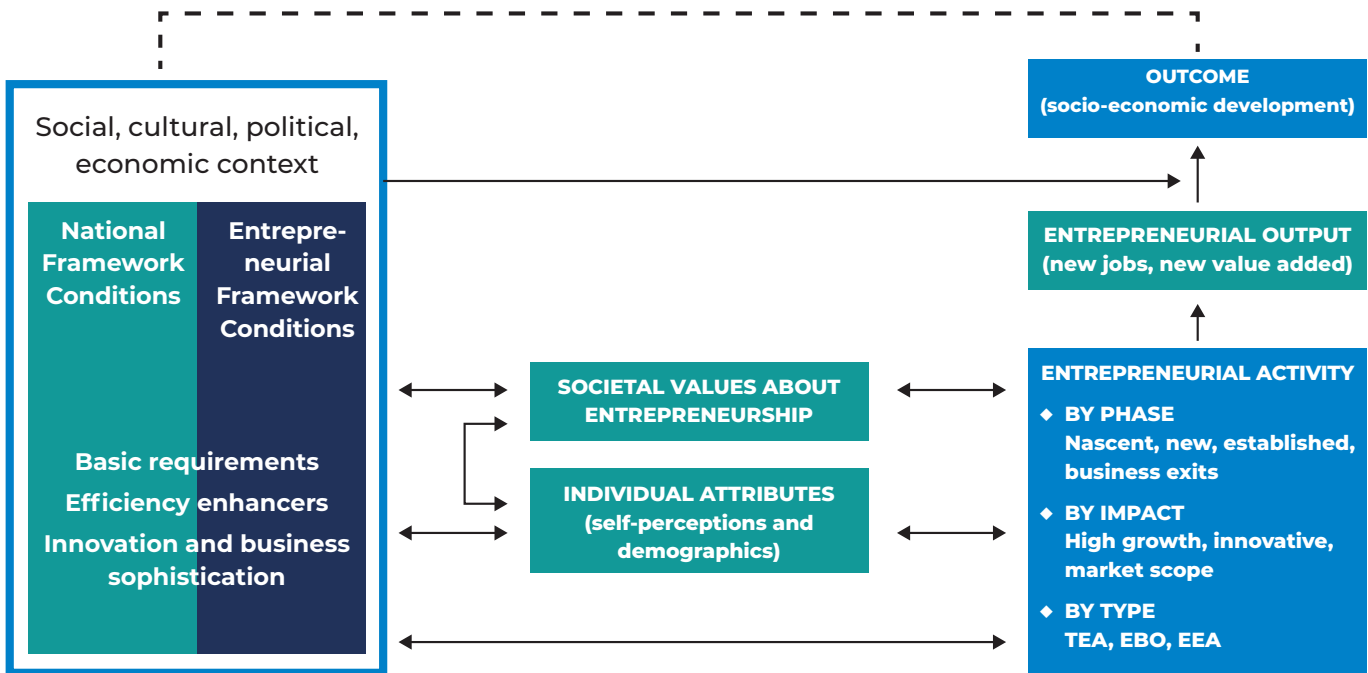 Social, cultural, political,
economic context
National
Framework
Conditions
Entrepre-
neurial
Framework
Conditions
Basic requirements
Efficiency enhancers
Innovation and business
sophistication
SOCIETAL VALUES ABOUT
ENTREPRENEURSHIP
INDIVIDUAL ATTRIBUTES
(self-perceptions and
demographics)
OUTCOME
(socio-economic development)
ENTREPRENEURIAL OUTPUT
(new jobs, new value added)
ENTREPRENEURIAL ACTIVITY
◆ BY PHASE
Nascent, new, established,
business exits
◆ BY IMPACT
High growth, innovative,
market scope
◆ BY TYPE
TEA, EBO, EEA